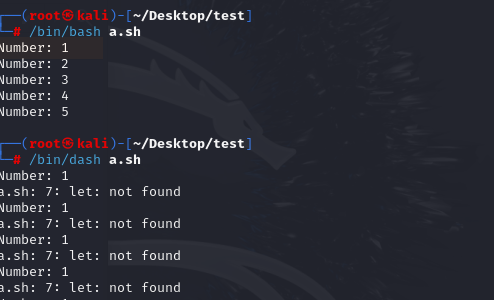 ┌──(root㉿kali)-[~/Desktop/test]
└─# /bin/bash a.sh
Number: 1
Number: 2
Number: 3
Number: 4
Number: 5
┌──(root㉿kali)-[~/Desktop/test]
└─# /bin/dash a.sh
Number: 1
a.sh: 7: let: not found
Number: 1
a.sh: 7: let: not found
Number: 1
a.sh: 7: let: not found
Number: 1
a.sh: 7: let: not found